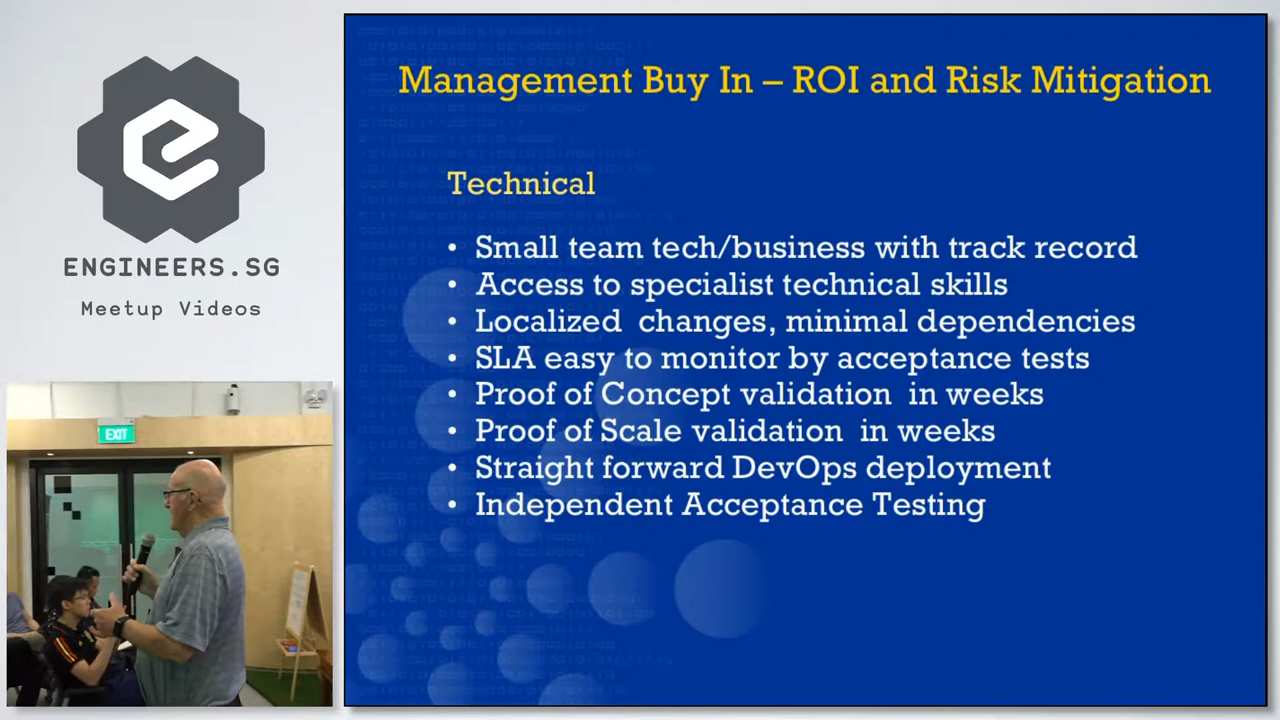 ENGINEERS.SG
Meetup Videos
EXIT
Management Buy In – ROI and Risk Mitigation
Technical
• Small team tech/business with track record
• Access to specialist technical skills
• Localized  changes, minimal dependencies
• SLA easy to monitor by acceptance tests
• Proof of Concept validation  in weeks
• Proof of Scale validation  in weeks
• Straight forward DevOps deployment
• Independent Acceptance Testing